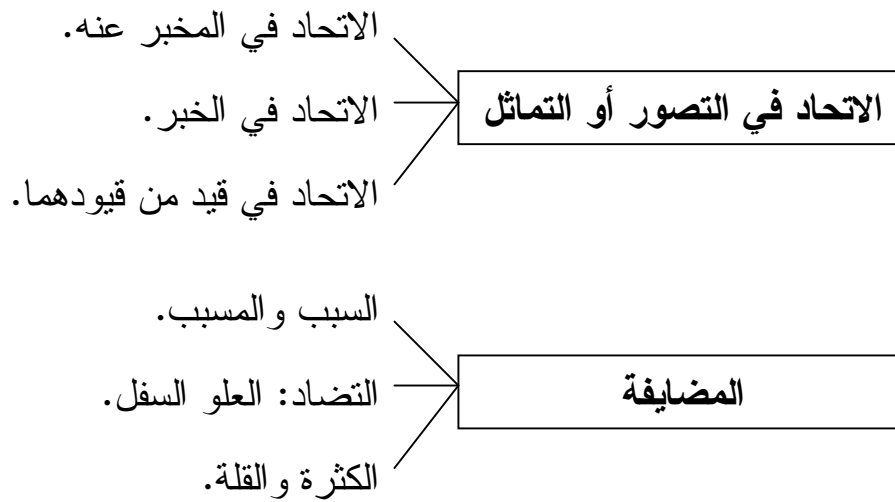 الاتحاد في التصور أو التماثل
الاتحاد في المخبر عنه.
الاتحاد في الخبر.
الاتحاد في قيد من قيودهما.
المضايفة
السبب والمسبب.
التضاد: العلو السفل.
الكثرة والقلة.